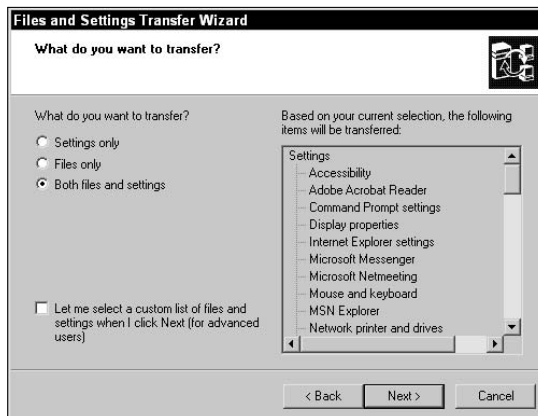 Files and Settings Transfer Wizard
What do you want to transfer?
What do you want to transfer?
Settings only
Files only
Both files and settings
Let me select a custom list of files and
settings when I click Next (for advanced
users)
Based on your current selection, the following
items will be transferred:
Settings
Accessibility
Adobe Acrobat Reader
Command Prompt settings
Display properties
Internet Explorer settings
Microsoft Messenger
Microsoft Netmeeting
Mouse and keyboard
MSN Explorer
Network printer and drives
< Back
Next >
Cancel